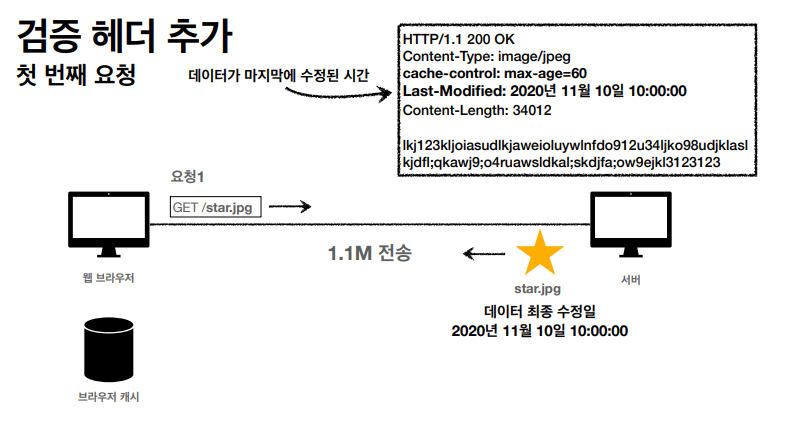 검증 헤더 추가
첫 번째 요청
데이터가 마지막에 수정된 시간
HTTP/1.1 200 OK
Content-Type: image/jpeg
cache-control: max-age=60
Last-Modified: 2020년 11월 10일 10:00:00
Content-Length: 34012
lkj123kljoiasudlkjaweioluywlnfdo912u34ljko98udjklasl
kjdfl;qkawj9;o4ruawsldkal;skdjfa;ow9ejkl3123123
요청1
GET /star.jpg
1.1M 전송
star.jpg
웹 브라우저
서버
데이터 최종 수정일
2020년 11월 10일 10:00:00
브라우저 캐시